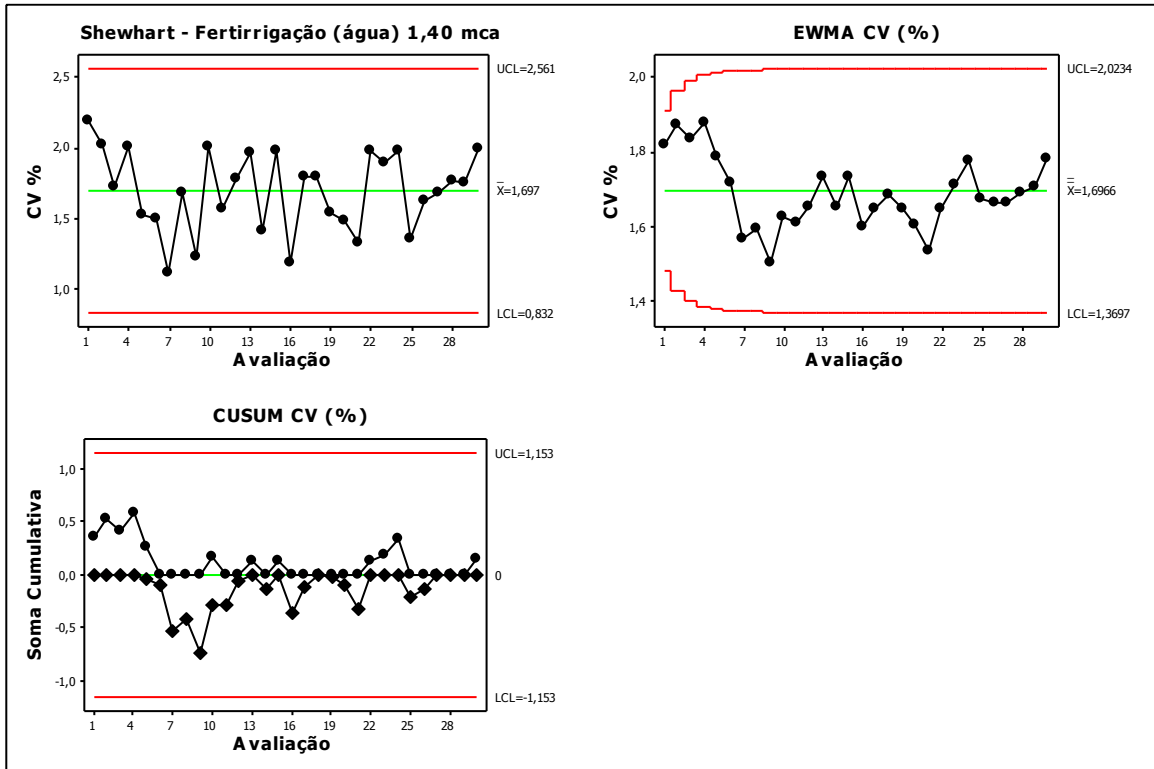 Shewhart - Fertirrigação (água) 1,40 mca
2,5
2,0
1,5
1,0
CV %
UCL=2,561
X=1,697
LCL=0,832
1 4 7 10 13 16 19 22 25 28
Avaliação
EWMA CV (%)
2,0
1,8
1,6
1,4
CV %
UCL=2,0234
X=1,6966
LCL=1,3697
1 4 7 10 13 16 19 22 25 28
Avaliação
CUSUM CV (%)
1,0
0,5
0,0
-0,5
-1,0
Soma Cumulativa
UCL=1,153
0
LCL=-1,153
1 4 7 10 13 16 19 22 25 28
Avaliação